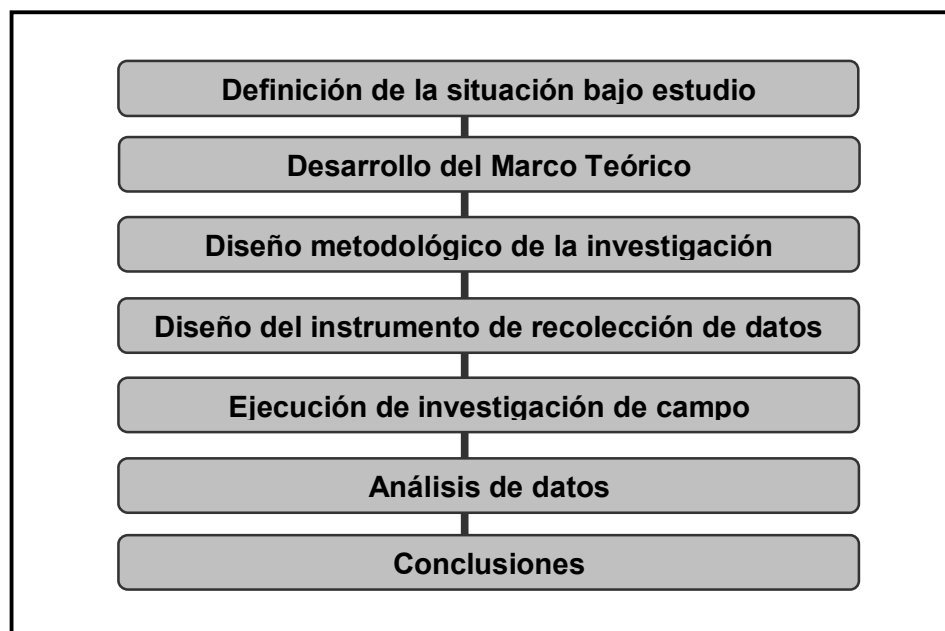 Definición de la situación bajo estudio
Desarrollo del Marco Teórico
Diseño metodológico de la investigación
Diseño del instrumento de recolección de datos
Ejecución de investigación de campo
Análisis de datos
Conclusiones